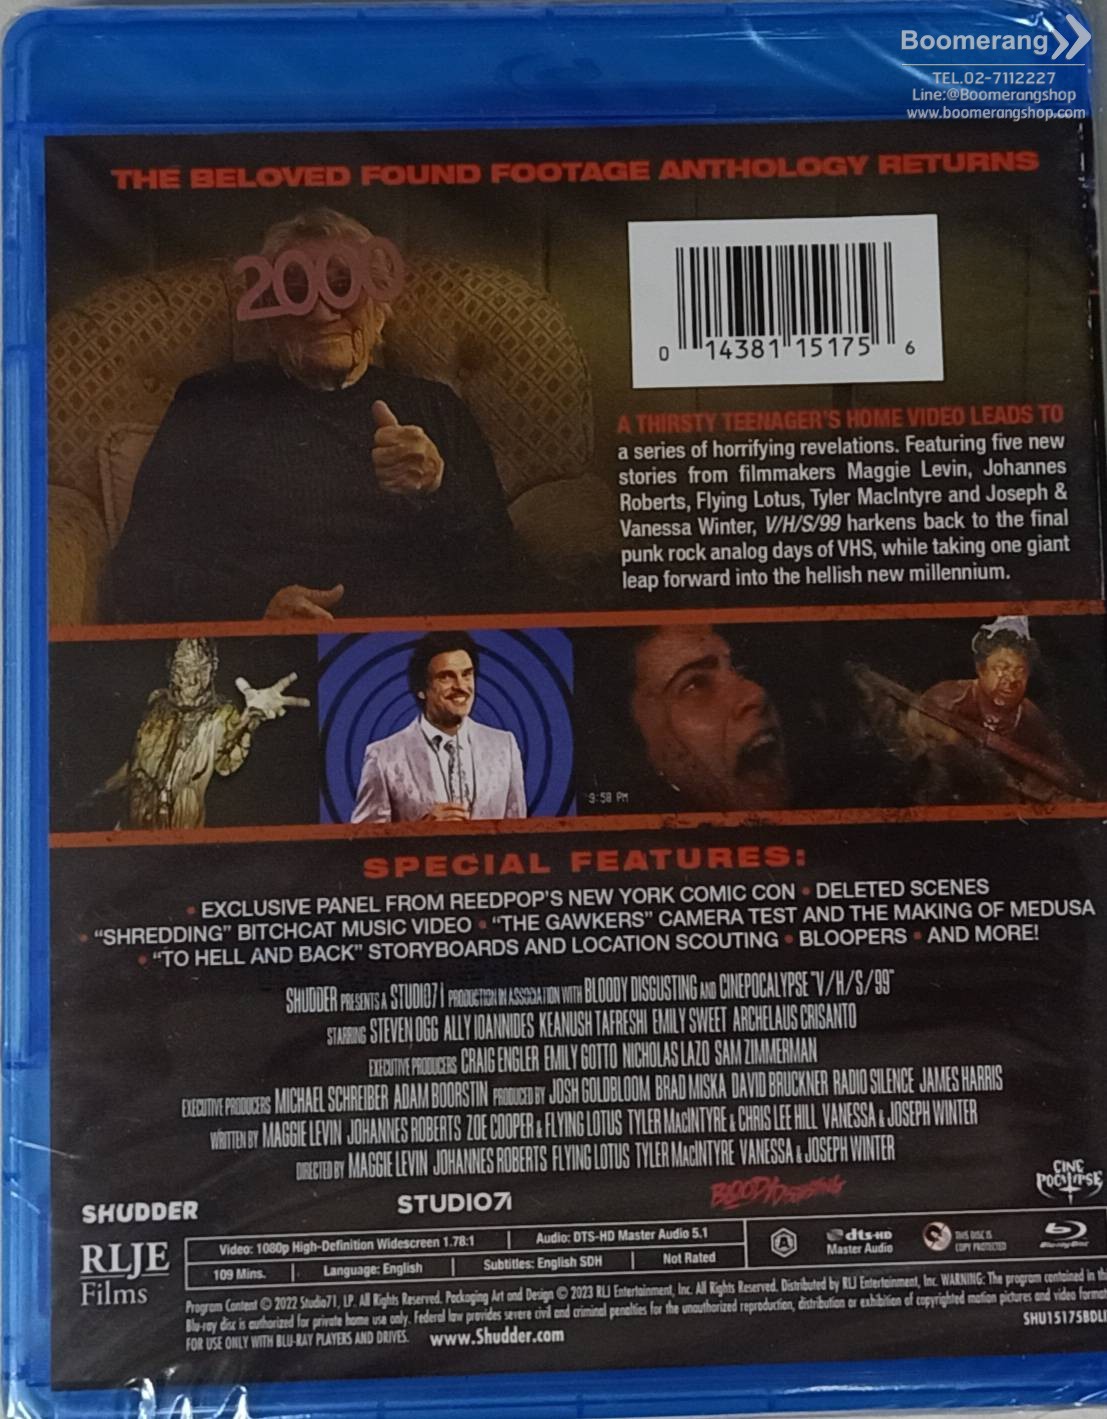 Boomerang
TEL.02-7112227
Line:@Boomerangshop
www.boomerangshop.com
THE BELOVED FOUND FOOTAGE ANTHOLOGY RETURNS
2000
0 14381 15175 6
A THIRSTY TEENAGER'S HOME VIDEO LEADS TO
a series of horrifying revelations. Featuring five new
stories from filmmakers Maggie Levin, Johannes
Roberts, Flying Lotus, Tyler MacIntyre and Joseph &
Vanessa Winter, V/H/S/99 harkens back to the final
punk rock analog days of VHS, while taking one giant
leap forward into the hellish new millennium.
9:58 PM
SPECIAL FEATURES:
• EXCLUSIVE PANEL FROM REEDPOP'S NEW YORK COMIC CON • DELETED SCENES
• "SHREDDING" BITCHCAT MUSIC VIDEO • "THE GAWKERS" CAMERA TEST AND THE MAKING OF MEDUSA
• "TO HELL AND BACK" STORYBOARDS AND LOCATION SCOUTING • BLOOPERS • AND MORE!
SHUDDER PRESENTS A STUDIO71 PRODUCTION IN ASSOCIATION WITH BLOODY DISGUSTING AND CINEPOCALYPSE "V/H/S/99"
STARRING STEVEN OGG ALLY IOANNIDES KEANUSH TAFRESHI EMILY SWEET ARCHELAUS CRISANTO
EXECUTIVE PRODUCERS CRAIG ENGLER EMILY GOTTO NICHOLAS LAZO SAM ZIMMERMAN
EXECUTIVE PRODUCERS MICHAEL SCHREIBER ADAM BOORSTIN PRODUCED BY JOSH GOLDBLOOM BRAD MISKA DAVID BRUCKNER RADIO SILENCE JAMES HARRIS
WRITTEN BY MAGGIE LEVIN JOHANNES ROBERTS ZOE COOPER & FLYING LOTUS TYLER MacINTYRE & CHRIS LEE HILL VANESSA & JOSEPH WINTER
DIRECTED BY MAGGIE LEVIN JOHANNES ROBERTS FLYING LOTUS TYLER MacINTYRE VANESSA & JOSEPH WINTER
SHUDDER STUDIO71 BLOODY DISGUSTING CINEPOCALYPSE
RLJE
Films
Video: 1080p High-Definition Widescreen 1.78:1 Audio: DTS-HD Master Audio 5.1
109 Mins. Language: English Subtitles: English SDH Not Rated
A
dts-HD
Master Audio
THIS DISC IS
COPY PROTECTED
Blu-ray Disc
Program Content © 2022 Studio71, LP. All Rights Reserved. Packaging Art and Design © 2023 RLJ Entertainment, Inc. All Rights Reserved. Distributed by RLJ Entertainment, Inc. WARNING: The program contained in th
Blu-ray disc is authorized for private home use only. Federal law provides severe civil and criminal penalties for the unauthorized reproduction, distribution or exhibition of copyrighted motion pictures and video format
FOR USE ONLY WITH BLU-RAY PLAYERS AND DRIVES. www.Shudder.com
SHU15175BDLI